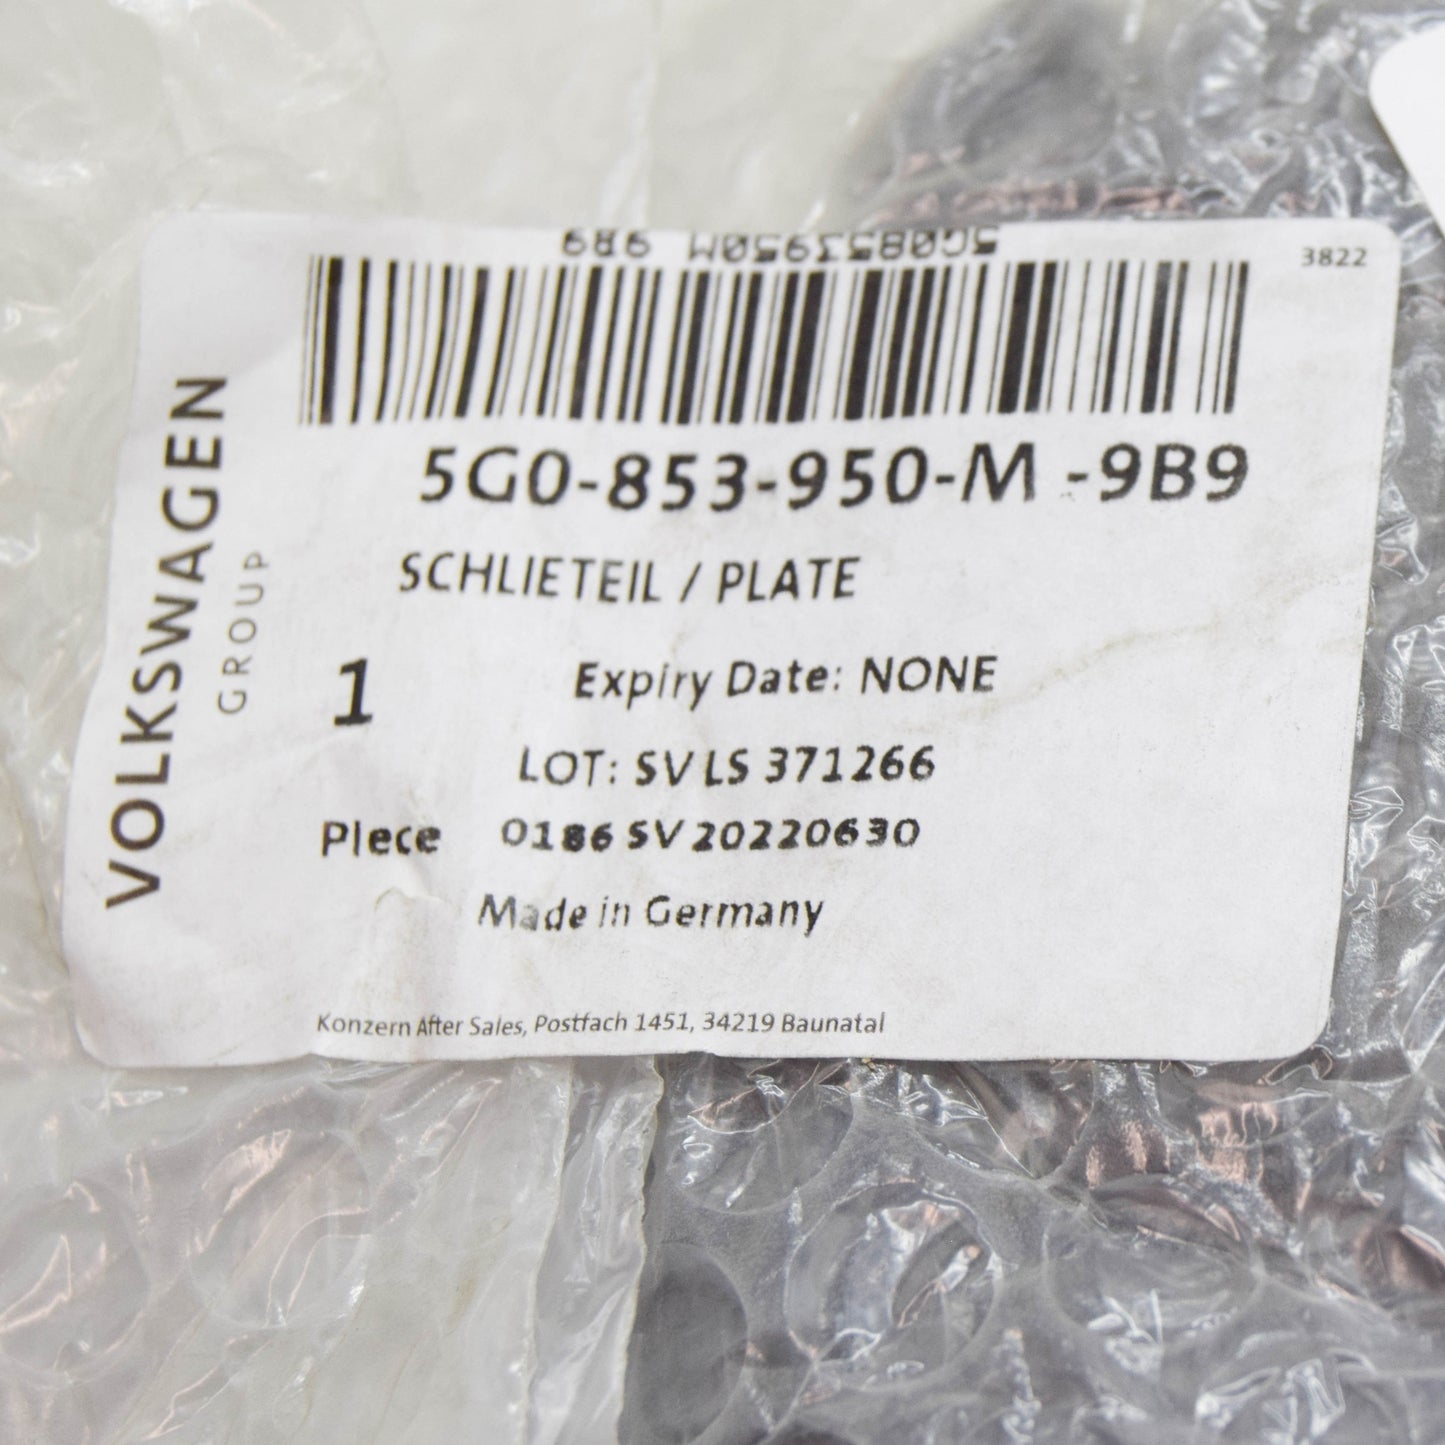 5G0853950M 9B9
3822
5G0-853-950-M -9B9
SCHLIETEIL / PLATE
1
Expiry Date: NONE
LOT: SV LS 371266
Plece 0186 SV 20220630
Made in Germany
Konzern After Sales, Postfach 1451, 34219 Baunatal
VOLKSWAGEN
GROUP